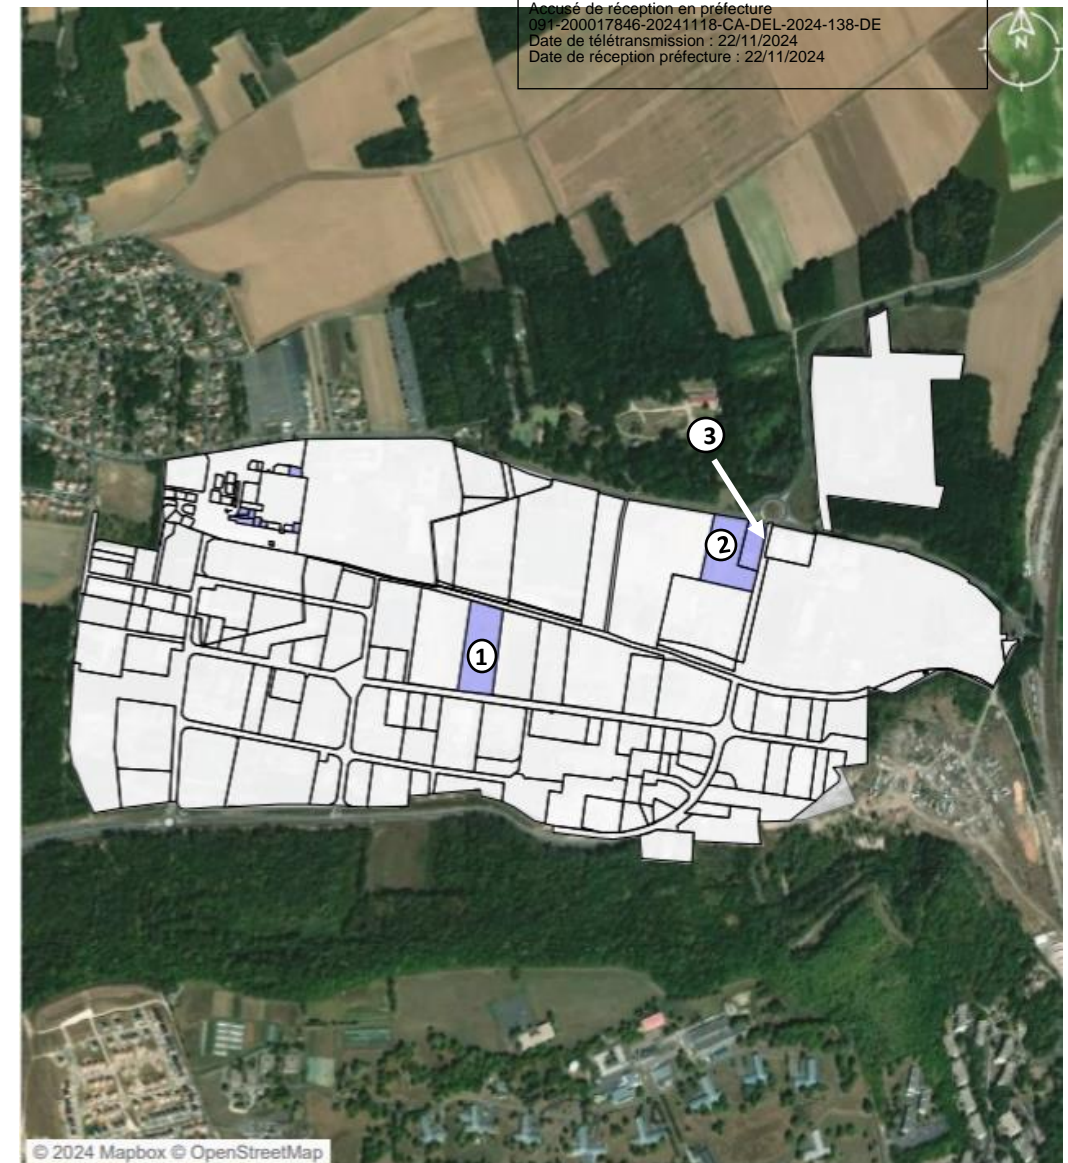 Accusé de réception en préfecture
091-200017846-20241118-CA-DEL-2024-138-DE
Date de télétransmission : 22/11/2024
Date de réception préfecture : 22/11/2024
N
3
2
1
© 2024 Mapbox © OpenStreetMap